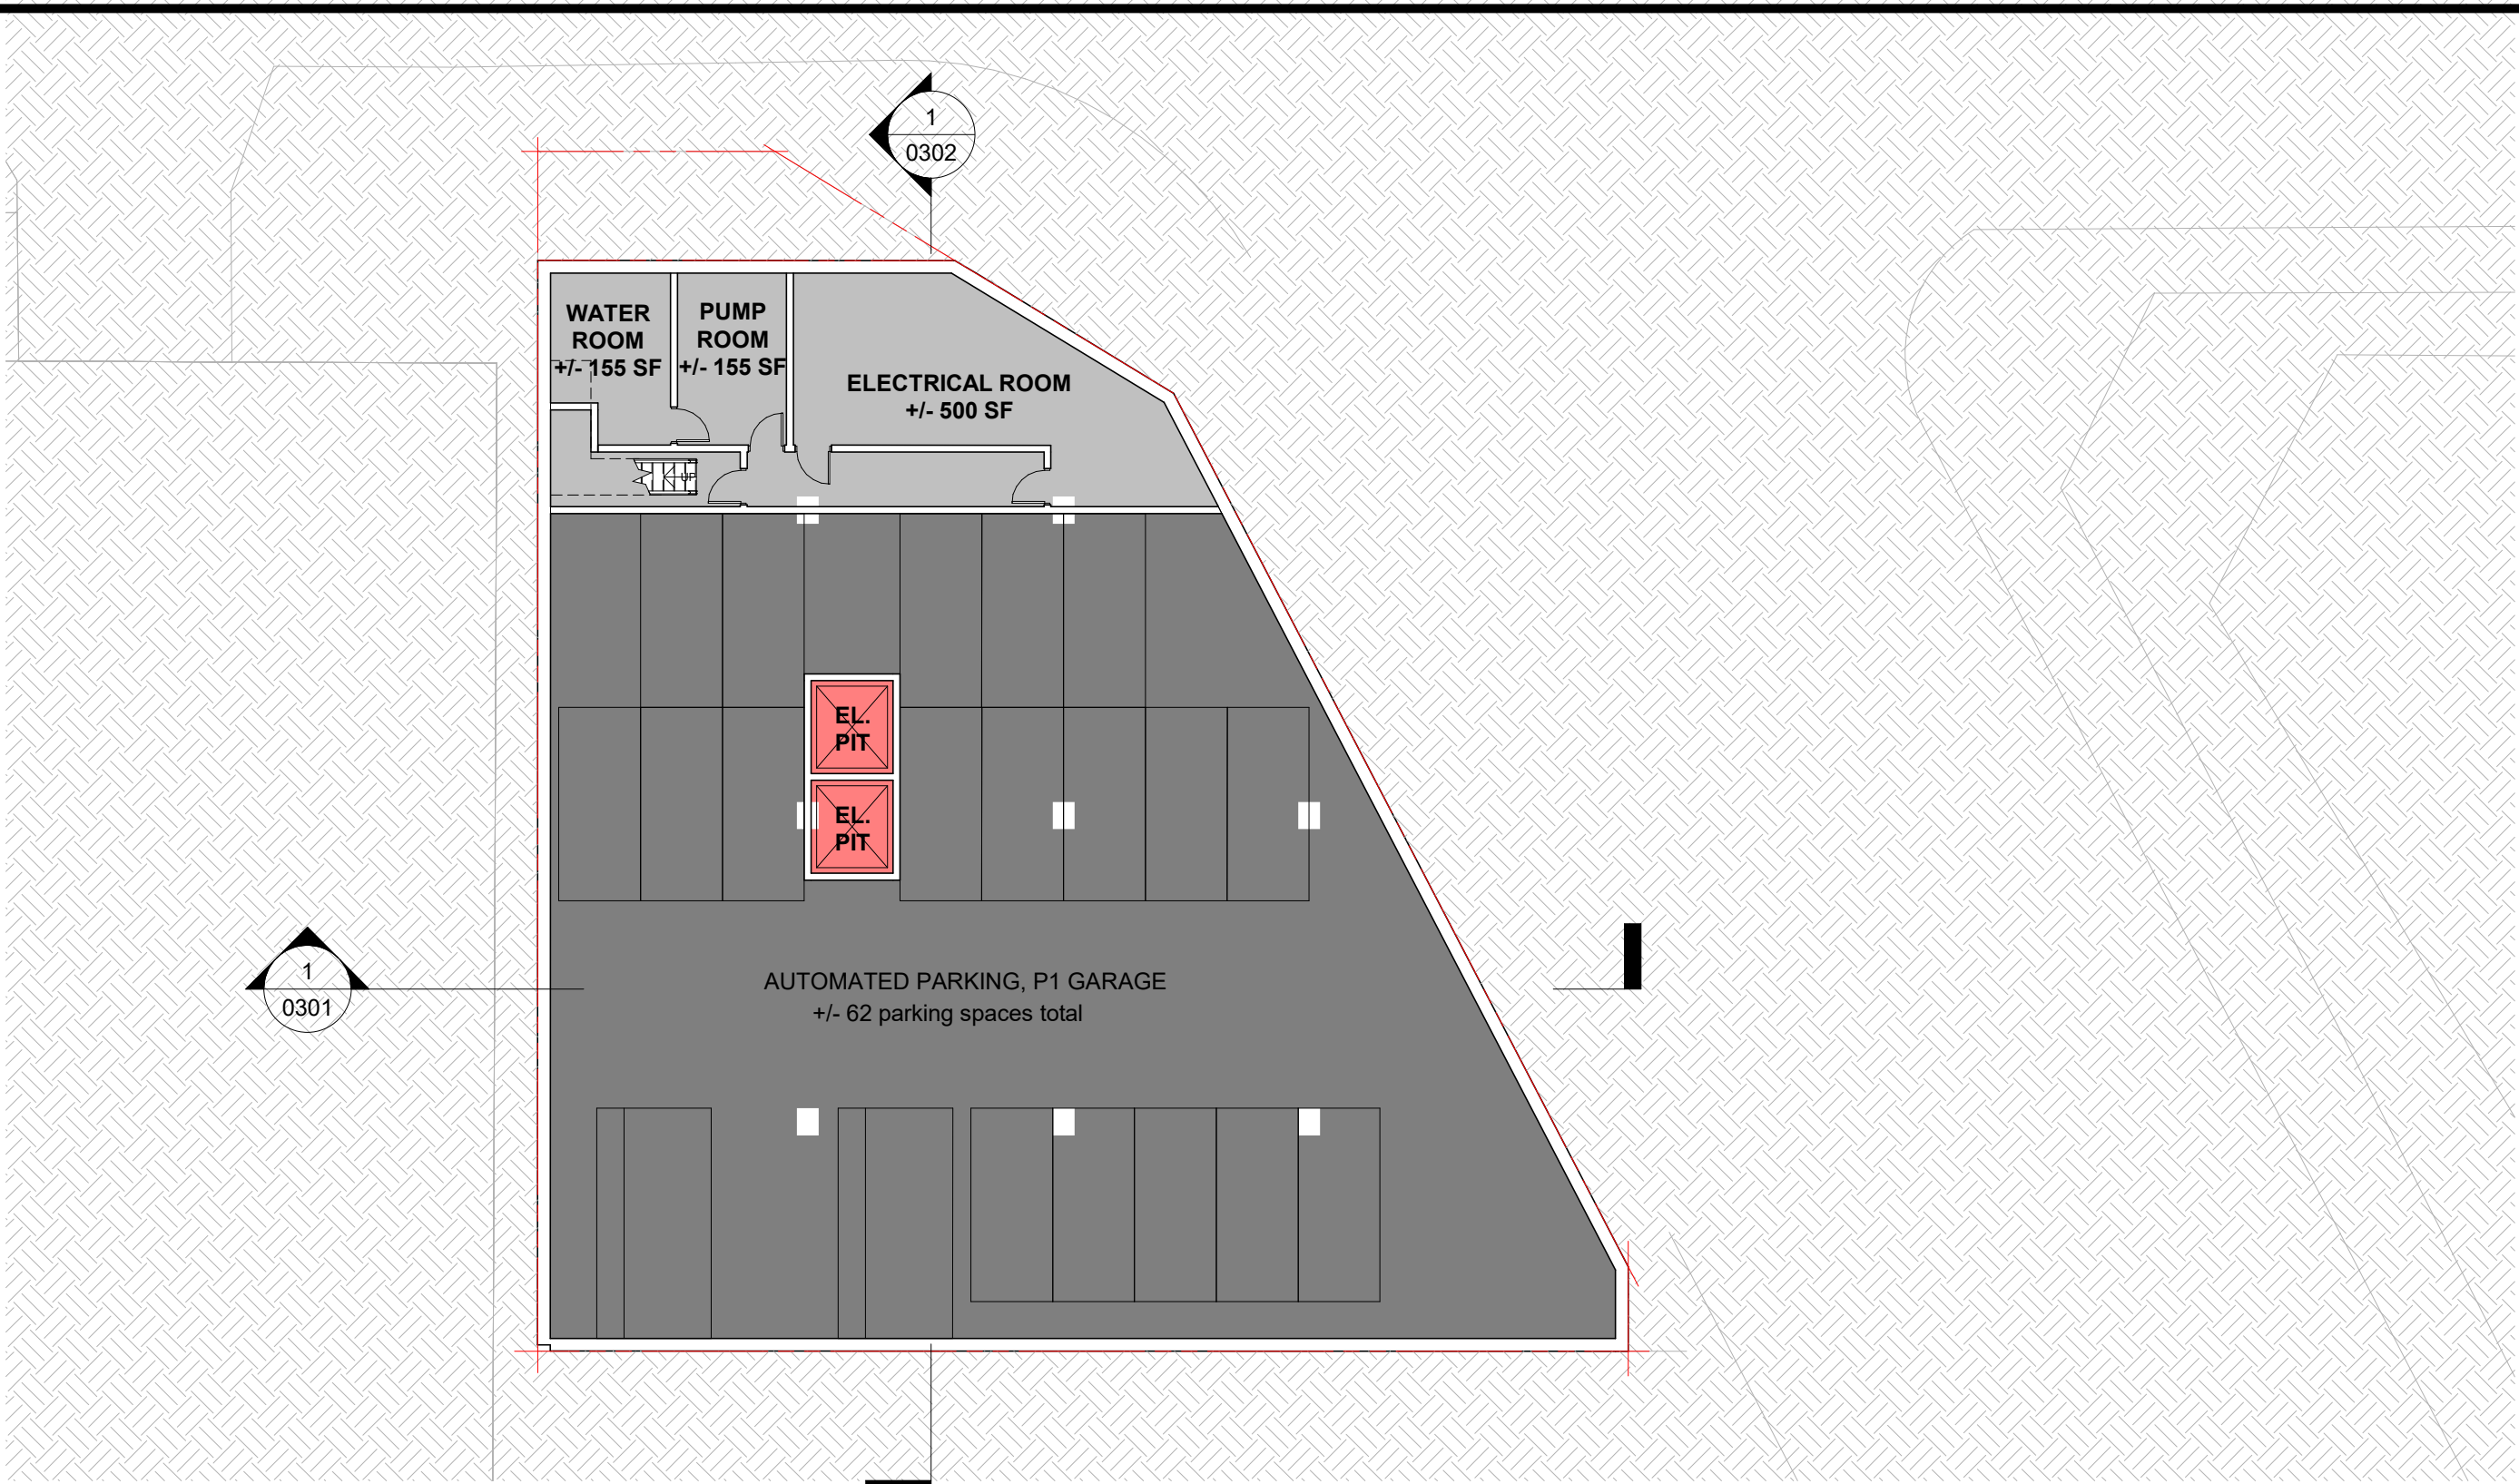 1
0302
WATER
ROOM
+/- 155 SF
PUMP
ROOM
+/- 155 SF
ELECTRICAL ROOM
+/- 500 SF
UP
EL.
PIT
EL.
PIT
1
0301
AUTOMATED PARKING, P1 GARAGE
+/- 62 parking spaces total